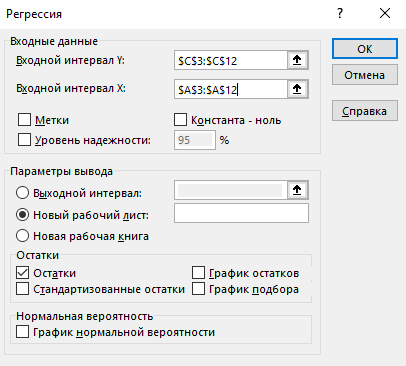 Регрессия ? ×
Входные данные
Входной интервал Y: $C$3:$C$12
Входной интервал X: $A$3:$A$12
Метки Константа - ноль
Уровень надежности: 95 %
ОК
Отмена
Справка
Параметры вывода
Выходной интервал:
Новый рабочий лист:
Новая рабочая книга
Остатки
Остатки График остатков
Стандартизованные остатки График подбора
Нормальная вероятность
График нормальной вероятности